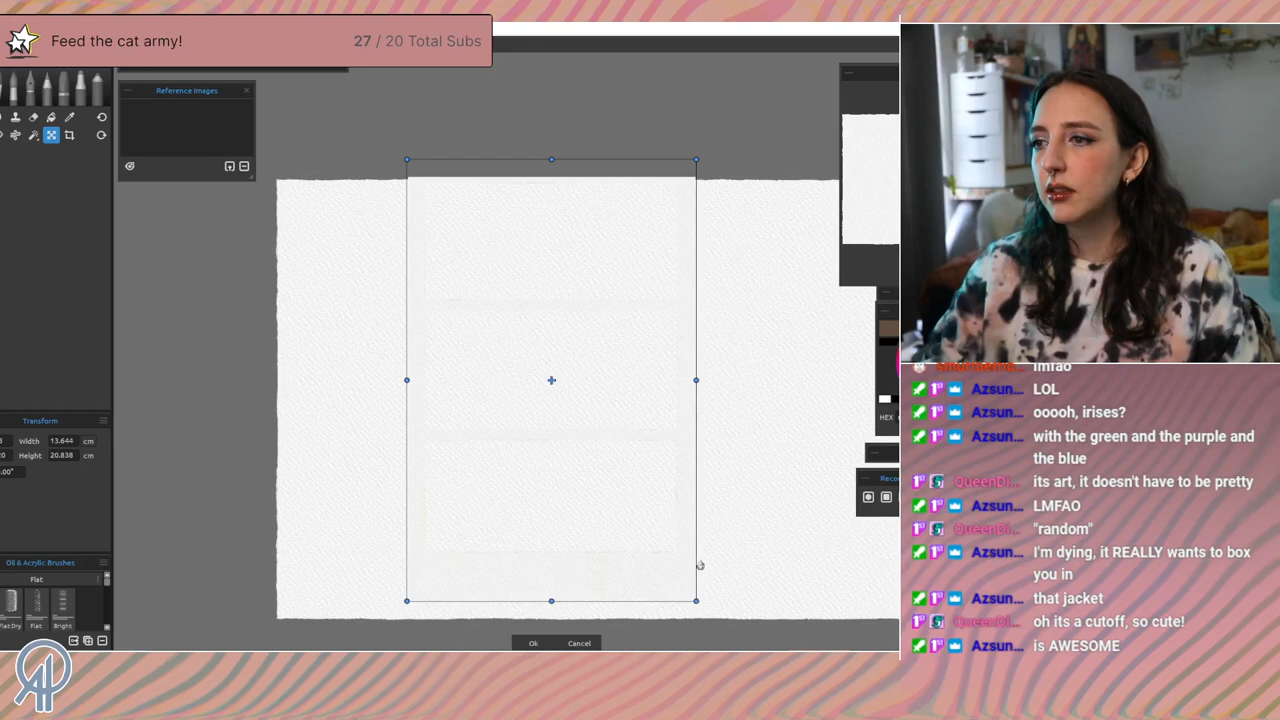 Feed the cat army!
27 / 20 Total Subs
Reference Images
Transform
Width 13.644 cm
Height 20.838 cm
Oil & Acrylic Brushes
Flat
Flat Dry Flat Bright
Ok Cancel
HEX
lmfao
Azsun... LOL
Azsun... ooooh, irises?
Azsun... with the green and the purple and
the blue
QueenDi... its art, it doesn't have to be pretty
Azsun... LMFAO
QueenDi... "random"
Azsun... I'm dying, it REALLY wants to box
you in
Azsun... that jacket
QueenDi... oh its a cutoff, so cute!
Azsun... is AWESOME